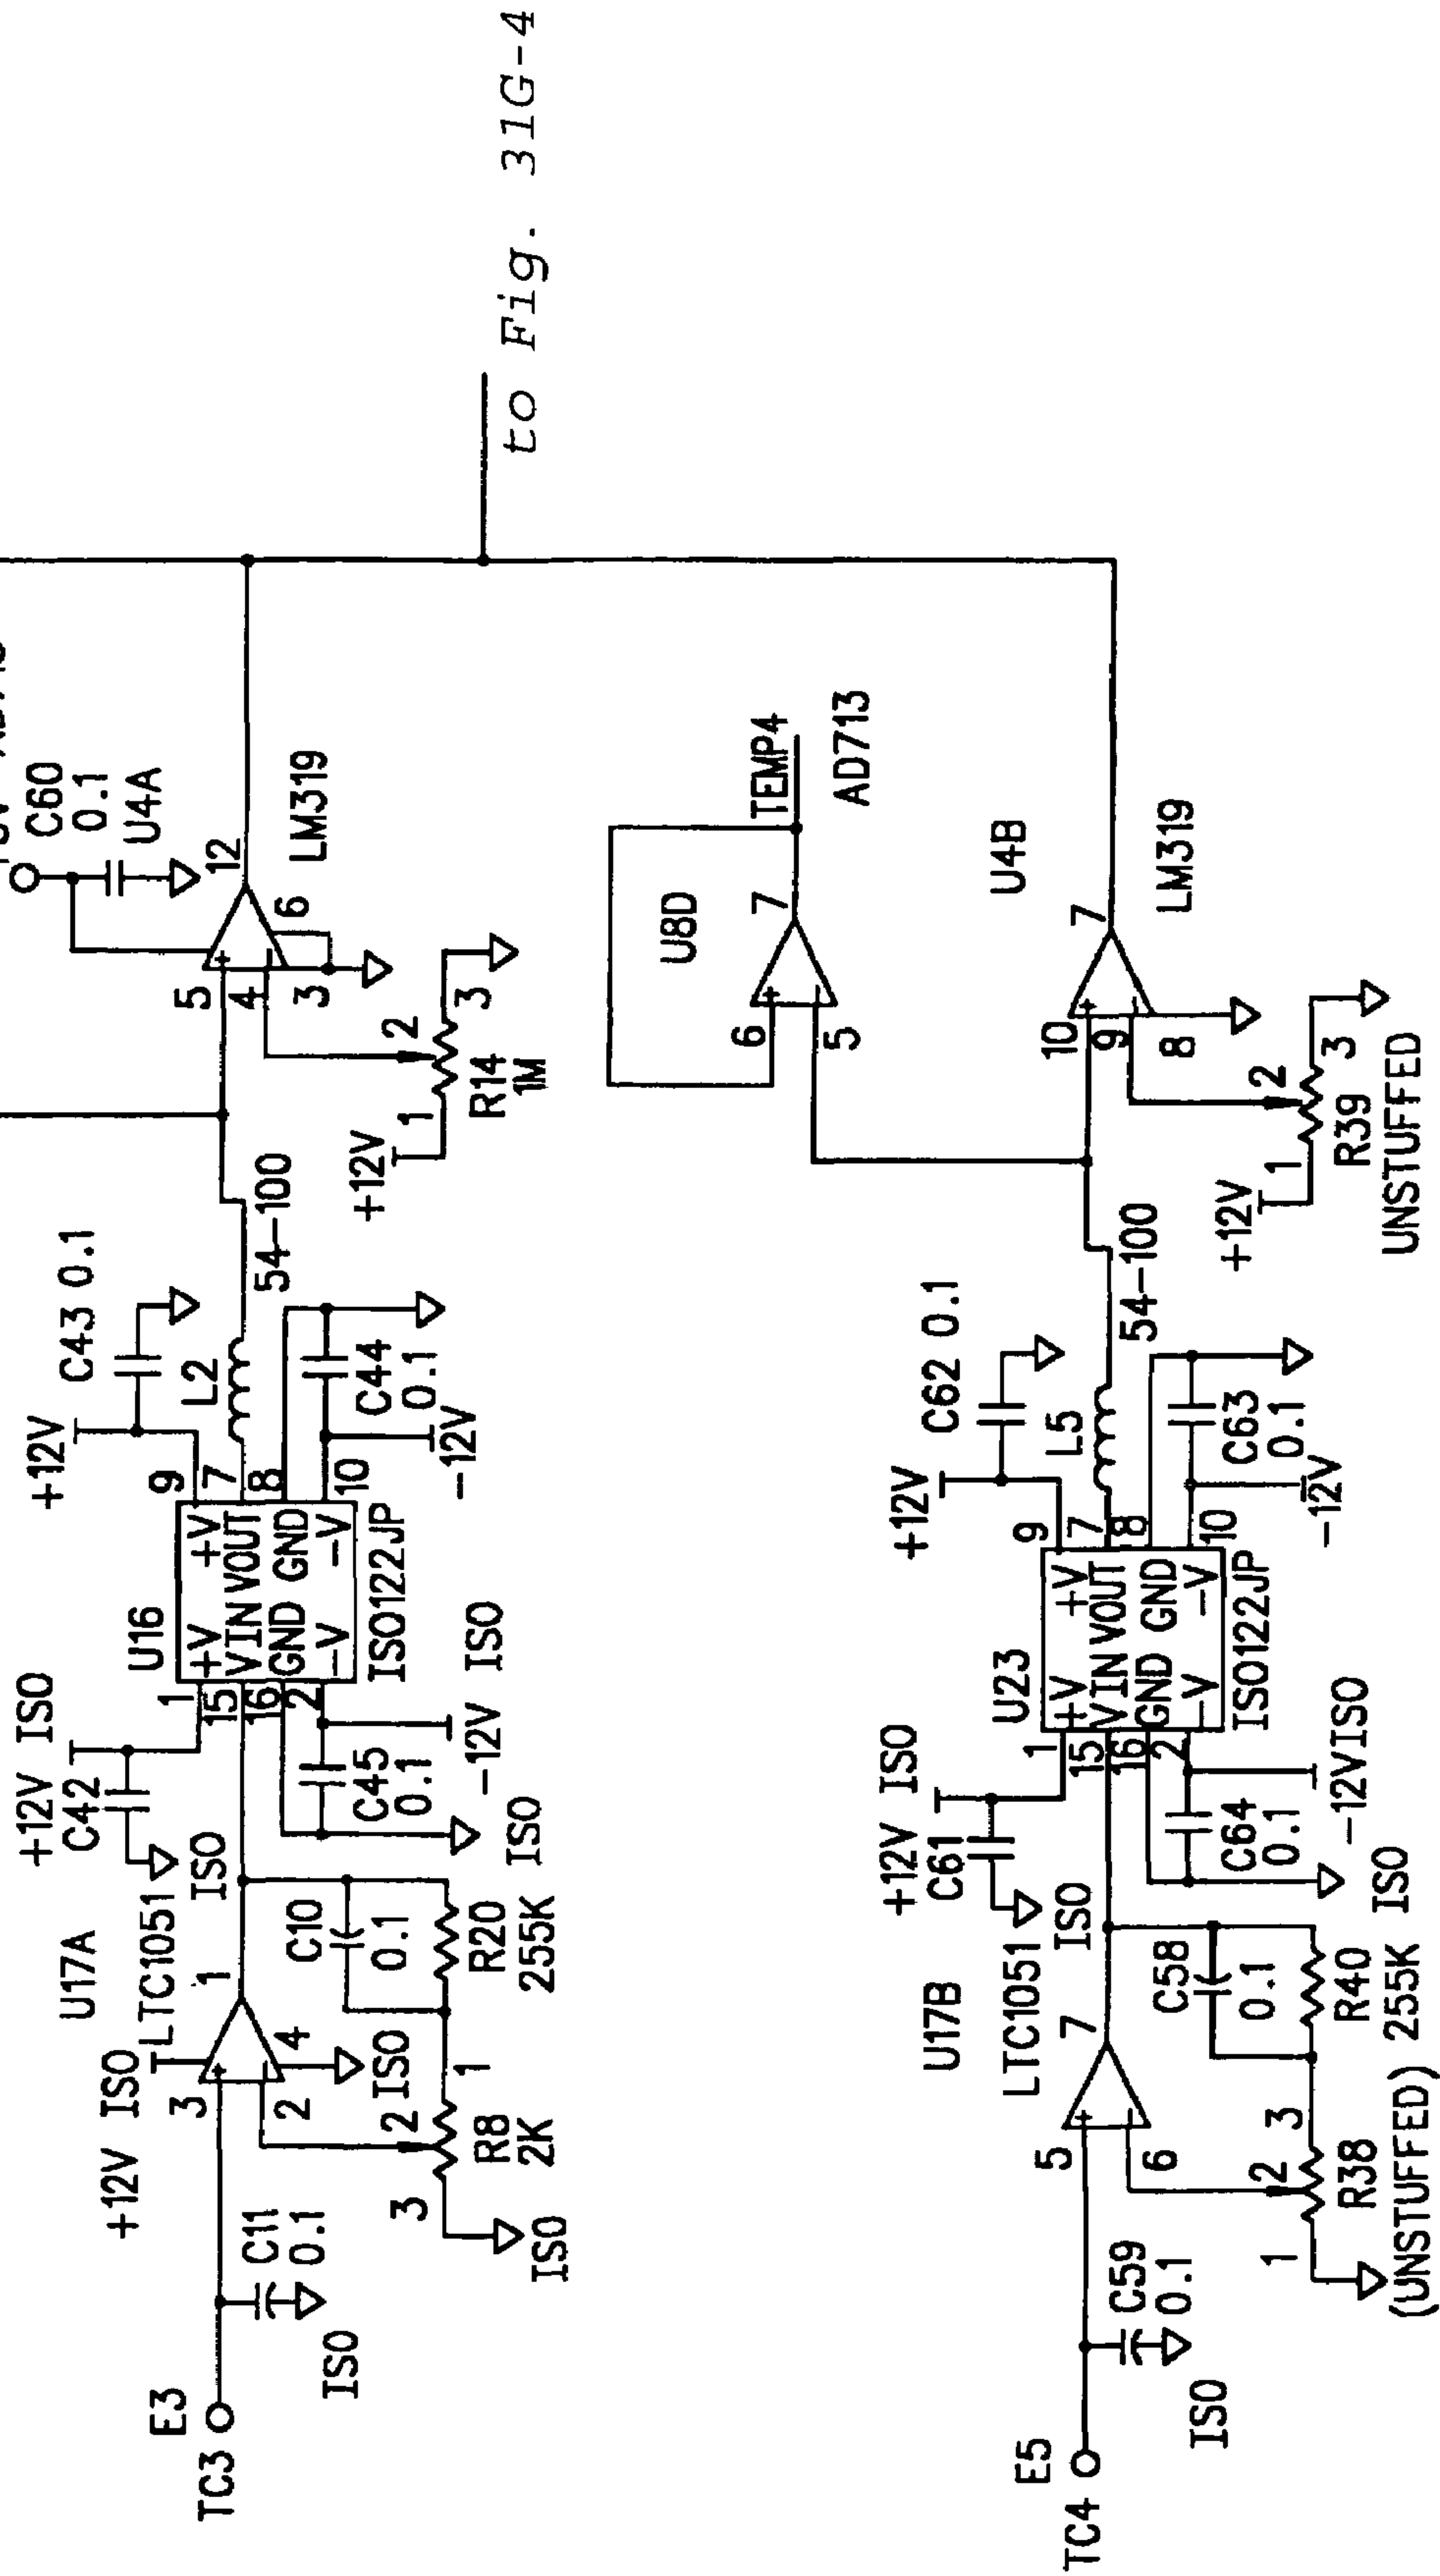 TC3
E3
C11
0.1
ISO
+12V ISO
3
2
U17A
LTC1051
1
4
ISO
3
2
1
R8
2K
ISO
C10
0.1
R20
255K
ISO
+12V ISO
C42
ISO
1
15
16
2
U16
+V +V
VIN VOUT
GND GND
-V -V
ISO122JP
C45
0.1
-12V ISO
9
7
8
10
+12V
C43 0.1
L2
54-100
C44
0.1
-12V
5
4
3
6
12
C60
0.1
U4A
LM319
+12V
1
2
3
R14
1M
to Fig. 31G-4
TC4
E5
C59
0.1
ISO
5
6
7
U17B
LTC1051
1
2
3
R38
(UNSTUFFED)
C58
0.1
R40
255K
ISO
+12V ISO
C61
ISO
1
15
16
2
U23
+V +V
VIN VOUT
GND GND
-V -V
ISO122JP
C64
0.1
-12VISO
9
7
8
10
+12V
C62 0.1
L5
54-100
C63
0.1
-12V
6
5
7
U8D
TEMP4
AD713
10
9
8
7
U4B
LM319
+12V
1
2
3
R39
UNSTUFFED